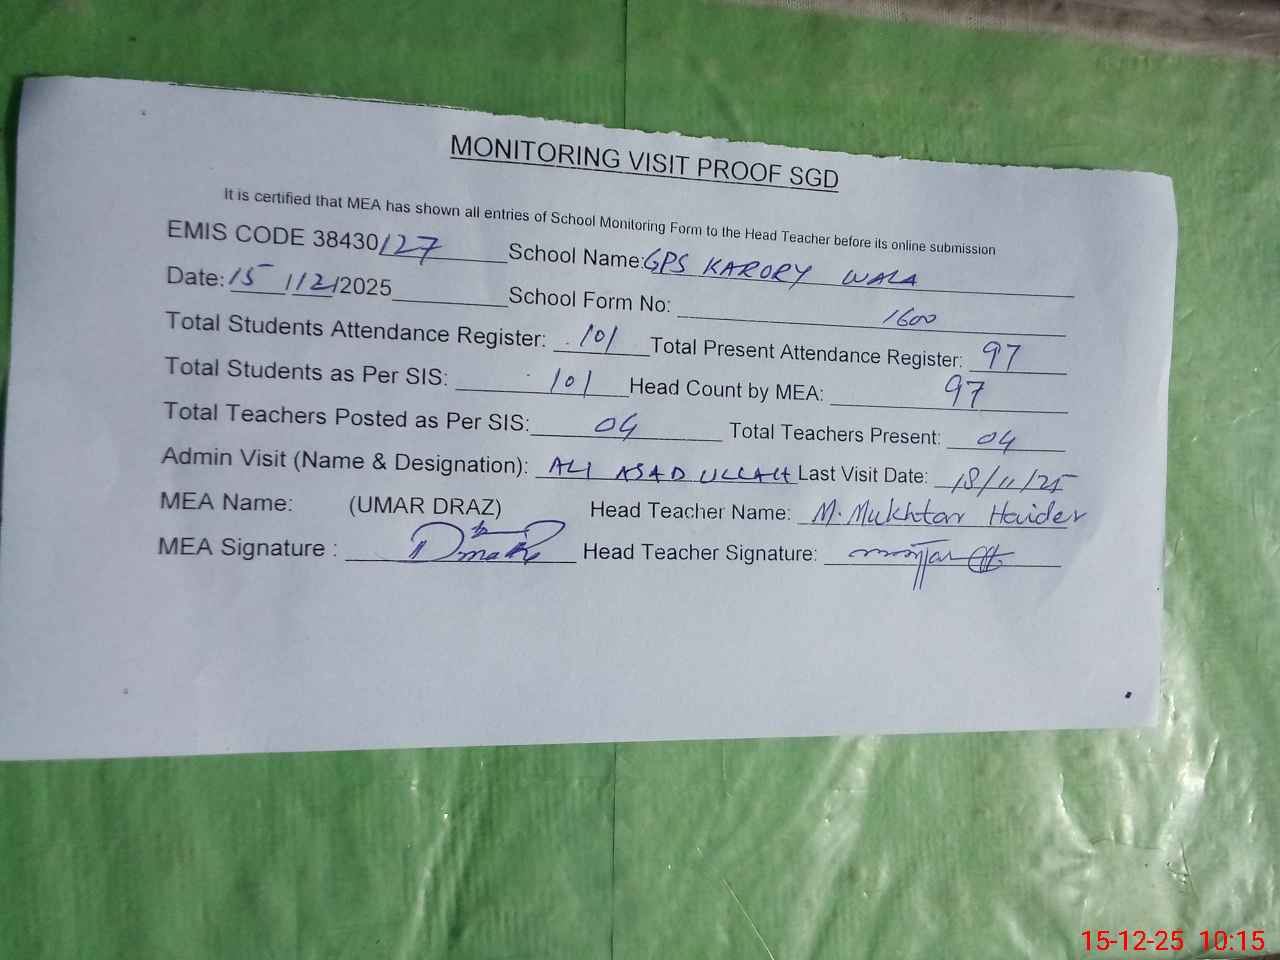 MONITORING VISIT PROOF SGD
It is certified that MEA has shown all entries of School Monitoring Form to the Head Teacher before its online submission
EMIS CODE 38430127 School Name: GPS KARORY WALA
Date: 15/12/2025 School Form No: 1600
Total Students Attendance Register: 101 Total Present Attendance Register: 97
Total Students as Per SIS: 101 Head Count by MEA: 97
Total Teachers Posted as Per SIS: 04 Total Teachers Present: 04
Admin Visit (Name & Designation): ALI ASAD ULLAH Last Visit Date: 18/11/25
MEA Name: (UMAR DRAZ) Head Teacher Name: M. Mukhtar Haider
MEA Signature : Head Teacher Signature:
15-12-25 10:15